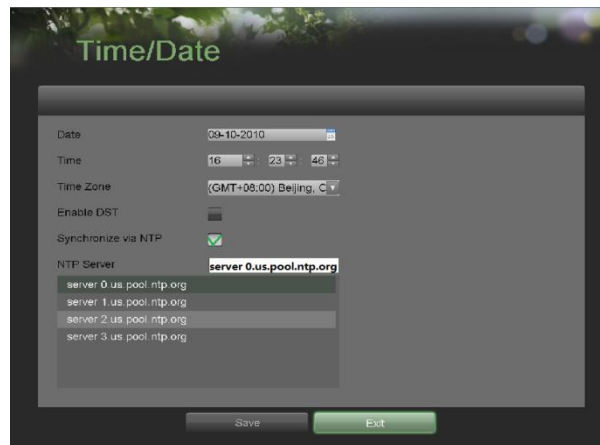 Time/Date
Date 09-10-2010
Time 16 : 23 : 46
Time Zone (GMT+08:00) Beijing, C
Enable DST
Synchronize via NTP
NTP Server server 0.us.pool.ntp.org
server 0.us.pool.ntp.org
server 1.us.pool.ntp.org
server 2.us.pool.ntp.org
server 3.us.pool.ntp.org
Save Exit